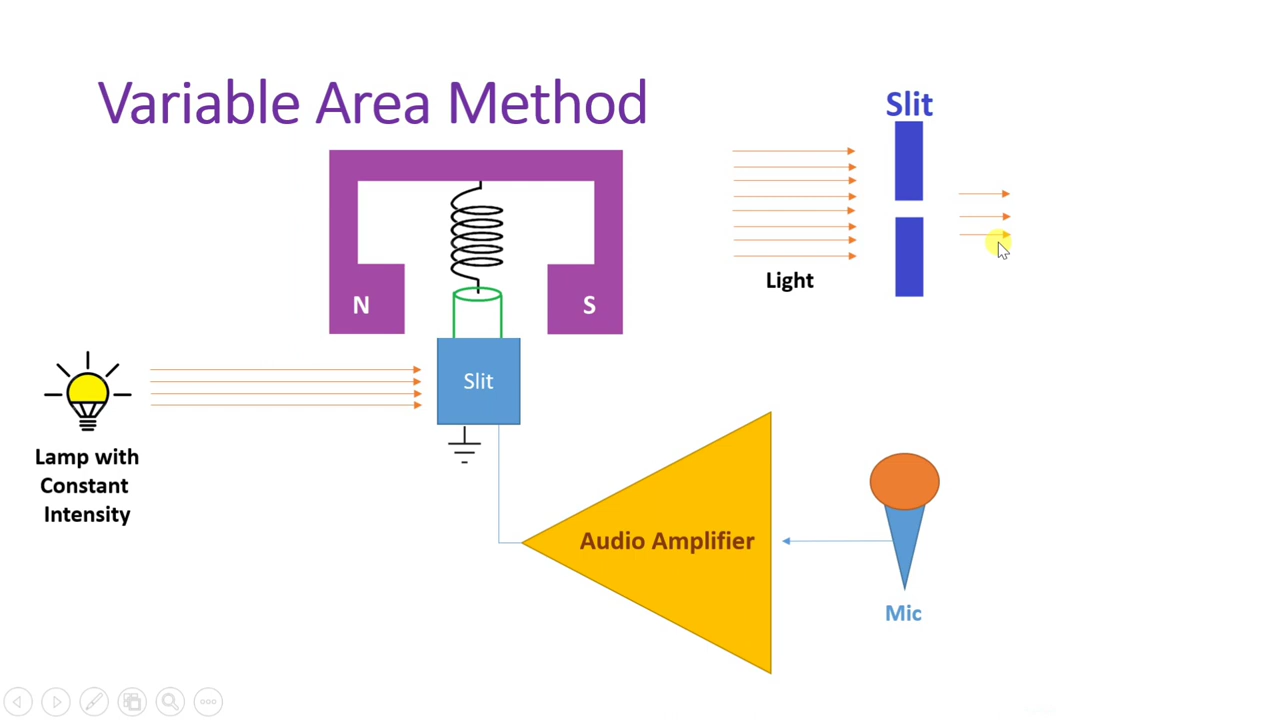 Variable Area Method
Slit
N
S
Light
Slit
Lamp with
Constant
Intensity
Audio Amplifier
Mic